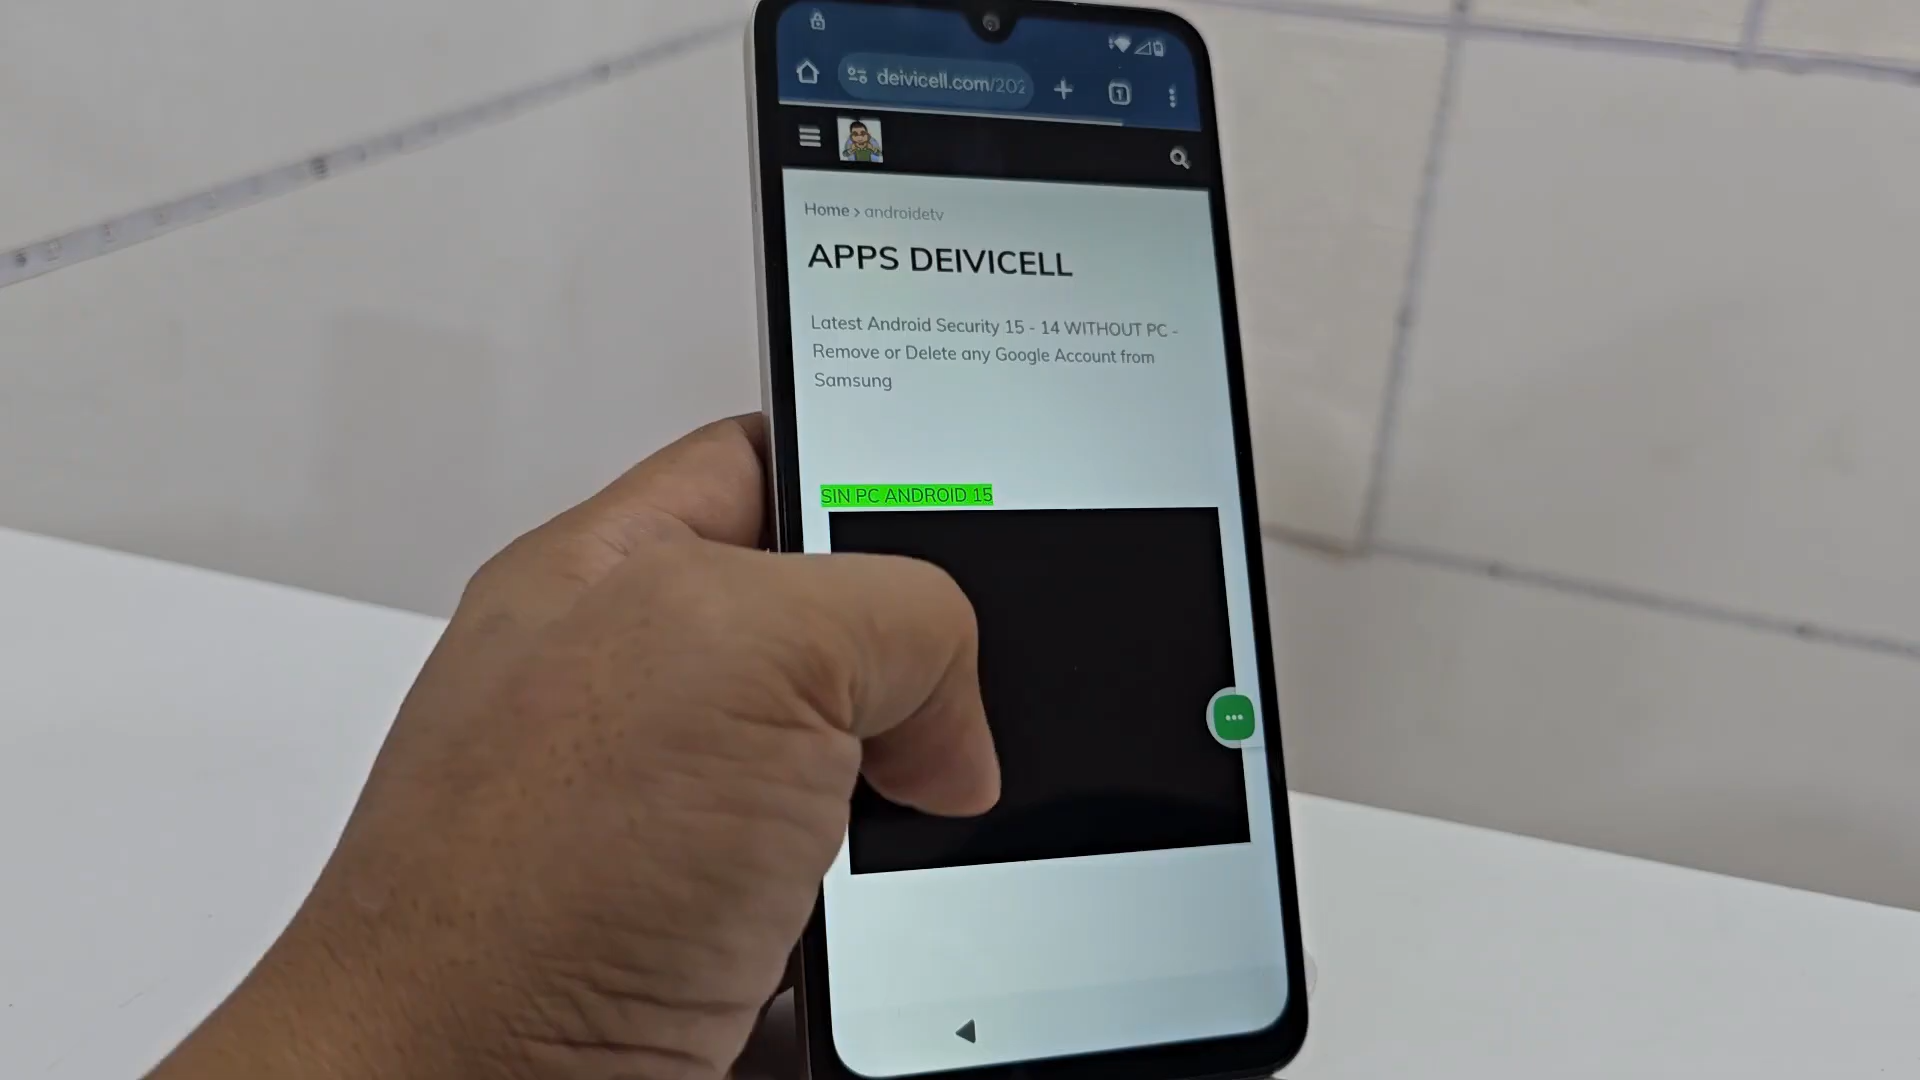 deivicell.com/202
1
Home > androidetv
APPS DEIVICELL
Latest Android Security 15 - 14 WITHOUT PC -
Remove or Delete any Google Account from
Samsung
SIN PC ANDROID 15